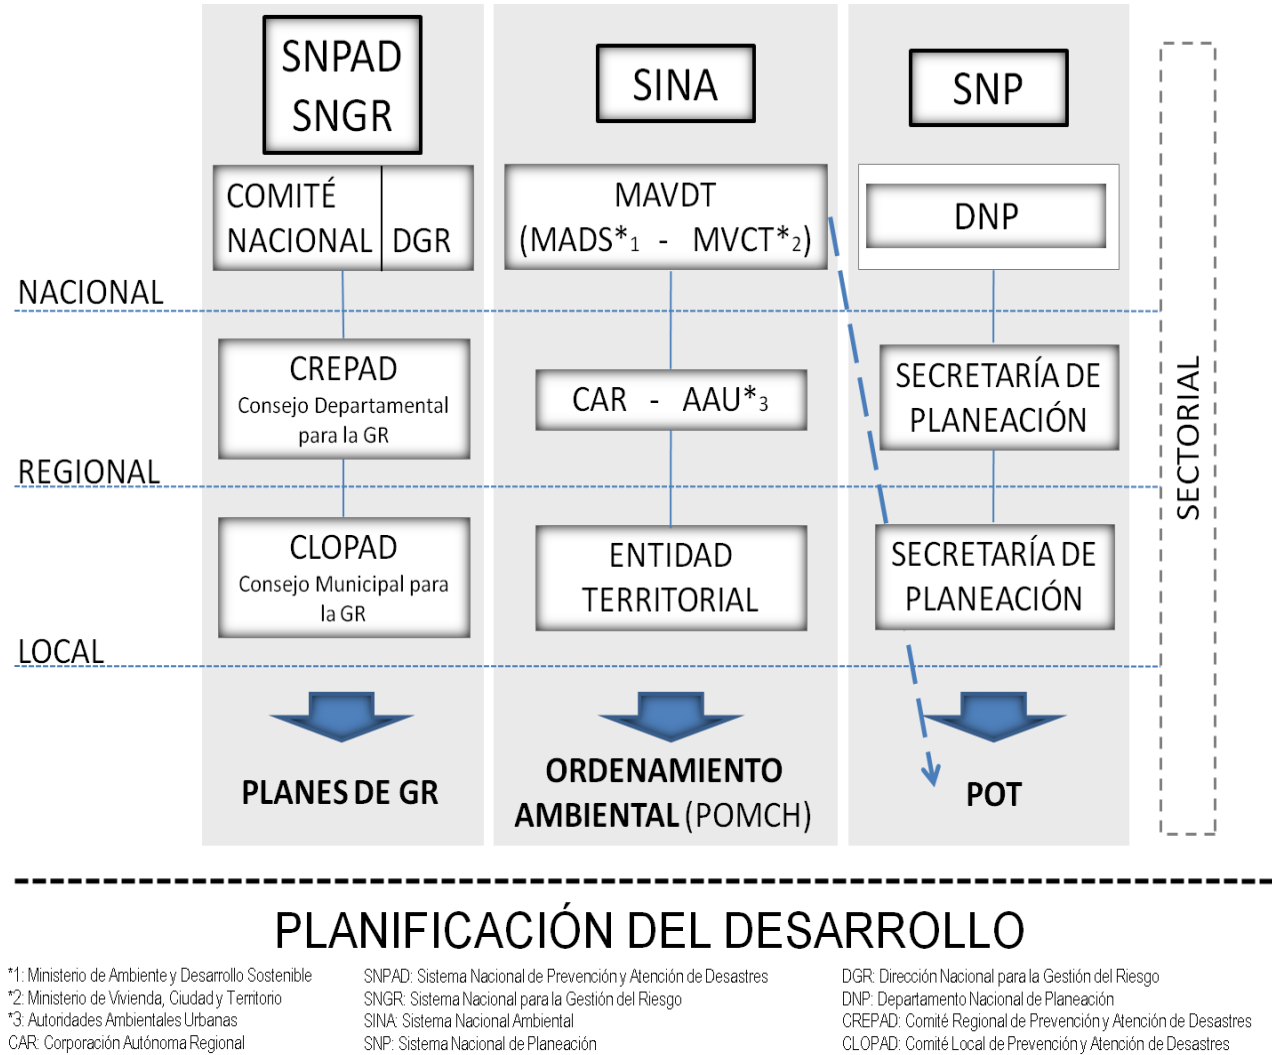 SNPAD
SNGR
SINA
SNP
COMITÉ
NACIONAL
DGR
MAVDT
(MADS*1 - MVCT*2)
DNP
NACIONAL
CREPAD
Consejo Departamental
para la GR
CAR - AAU*3
SECRETARÍA DE
PLANEACIÓN
REGIONAL
CLOPAD
Consejo Municipal para
la GR
ENTIDAD
TERRITORIAL
SECRETARÍA DE
PLANEACIÓN
LOCAL
SECTORIAL
PLANES DE GR
ORDENAMIENTO
AMBIENTAL (POMCH)
POT
PLANIFICACIÓN DEL DESARROLLO
*1: Ministerio de Ambiente y Desarrollo Sostenible
*2: Ministerio de Vivienda, Ciudad y Territorio
*3: Autoridades Ambientales Urbanas
CAR: Corporación Autónoma Regional
SNPAD: Sistema Nacional de Prevención y Atención de Desastres
SNGR: Sistema Nacional para la Gestión del Riesgo
SINA: Sistema Nacional Ambiental
SNP: Sistema Nacional de Planeación
DGR: Dirección Nacional para la Gestión del Riesgo
DNP: Departamento Nacional de Planeación
CREPAD: Comité Regional de Prevención y Atención de Desastres
CLOPAD: Comité Local de Prevención y Atención de Desastres